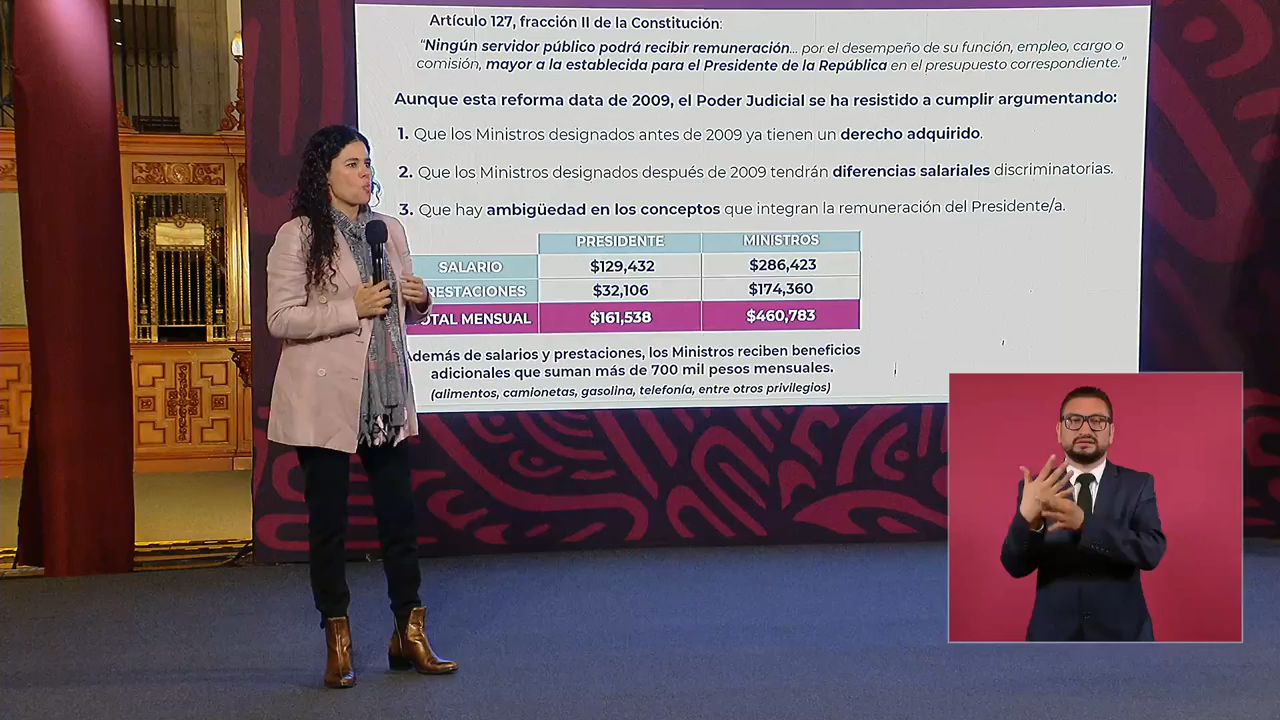 Artículo 127, fracción II de la Constitución:
“Ningún servidor público podrá recibir remuneración... por el desempeño de su función, empleo, cargo o
comisión, mayor a la establecida para el Presidente de la República en el presupuesto correspondiente.”
Aunque esta reforma data de 2009, el Poder Judicial se ha resistido a cumplir argumentando:
1. Que los Ministros designados antes de 2009 ya tienen un derecho adquirido.
2. Que los Ministros designados después de 2009 tendrán diferencias salariales discriminatorias.
3. Que hay ambigüedad en los conceptos que integran la remuneración del Presidente/a.
PRESIDENTE MINISTROS
SALARIO $129,432 $286,423
RESTACIONES $32,106 $174,360
OTAL MENSUAL $161,538 $460,783
Además de salarios y prestaciones, los Ministros reciben beneficios
adicionales que suman más de 700 mil pesos mensuales.
(alimentos, camionetas, gasolina, telefonía, entre otros privilegios)